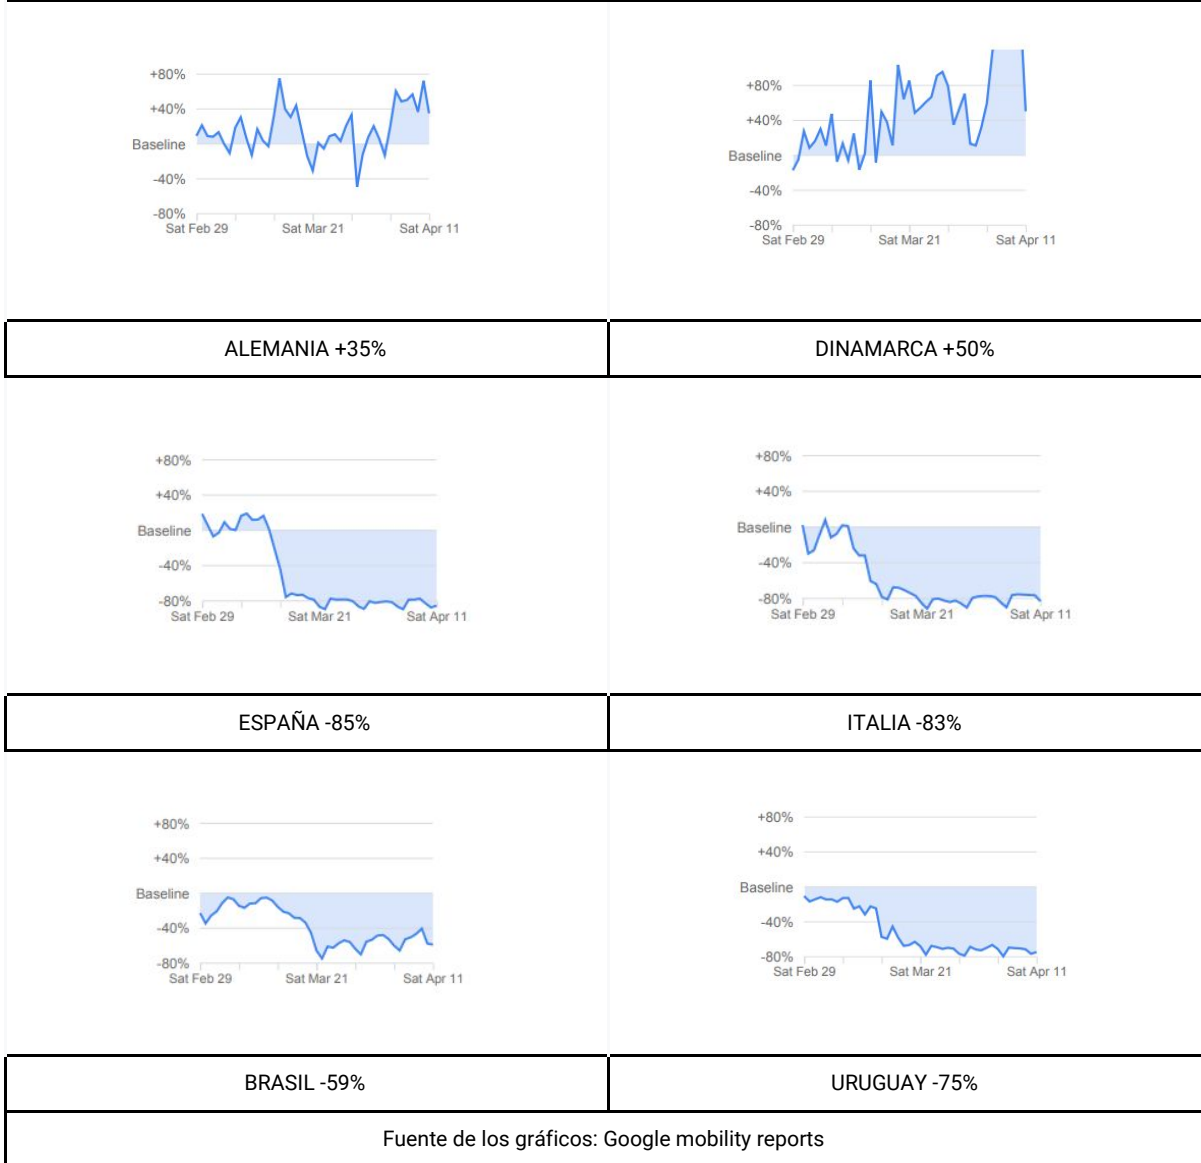 +80%
+40%
Baseline
-40%
-80%
Sat Feb 29 Sat Mar 21 Sat Apr 11
+80%
+40%
Baseline
-40%
-80%
Sat Feb 29 Sat Mar 21 Sat Apr 11
ALEMANIA +35%
DINAMARCA +50%
+80%
+40%
Baseline
-40%
-80%
Sat Feb 29 Sat Mar 21 Sat Apr 11
+80%
+40%
Baseline
-40%
-80%
Sat Feb 29 Sat Mar 21 Sat Apr 11
ESPAÑA -85%
ITALIA -83%
+80%
+40%
Baseline
-40%
-80%
Sat Feb 29 Sat Mar 21 Sat Apr 11
+80%
+40%
Baseline
-40%
-80%
Sat Feb 29 Sat Mar 21 Sat Apr 11
BRASIL -59%
URUGUAY -75%
Fuente de los gráficos: Google mobility reports